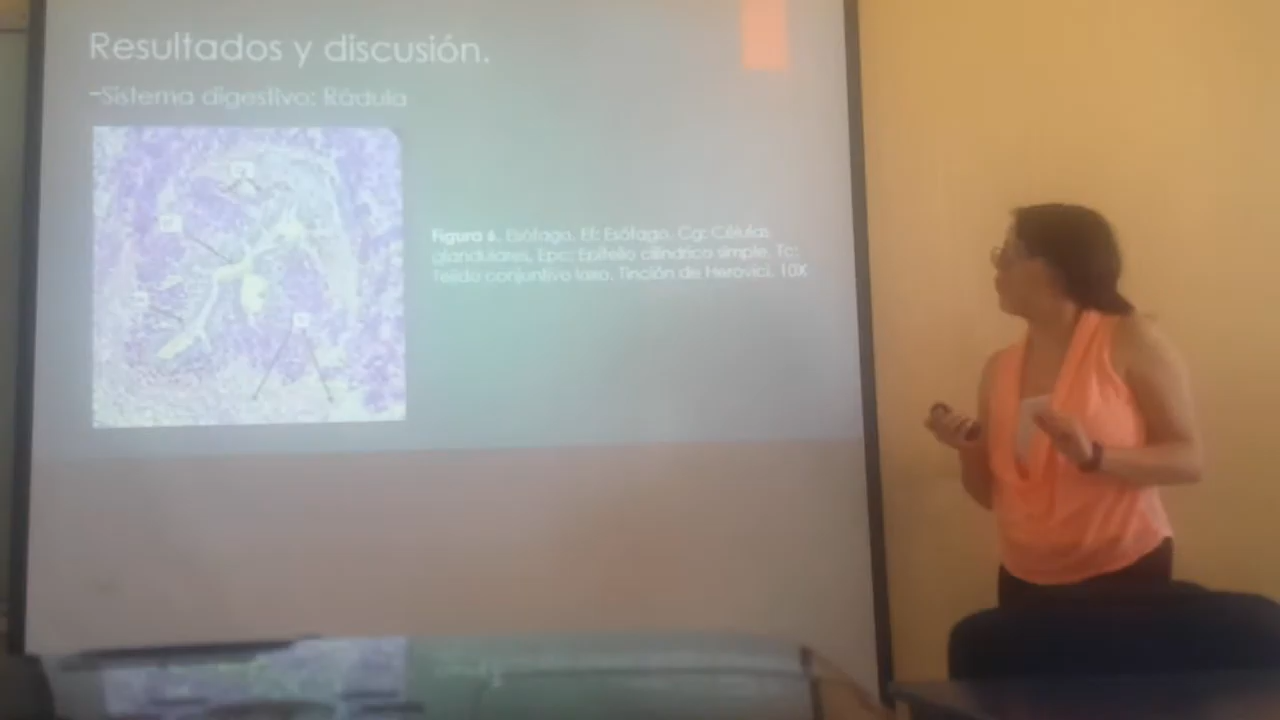 Resultados y discusión.
-Sistema digestivo: Rádula
Figura 6. Esófago. Ef: Esófago. Cg: Células
glandulares. Epc: Epitelio cilíndrico simple. Tc:
Tejido conjuntivo laxo. Tinción de Herovici. 10X